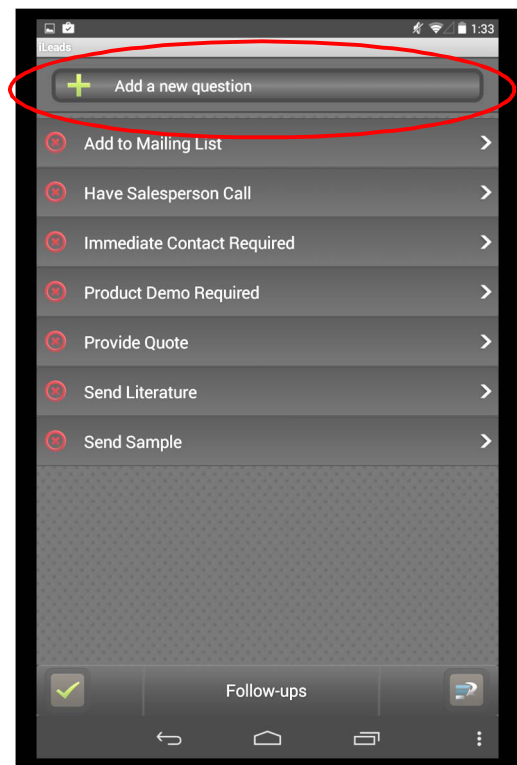 1:33
iLeads
Add a new question
Add to Mailing List
Have Salesperson Call
Immediate Contact Required
Product Demo Required
Provide Quote
Send Literature
Send Sample
Follow-ups